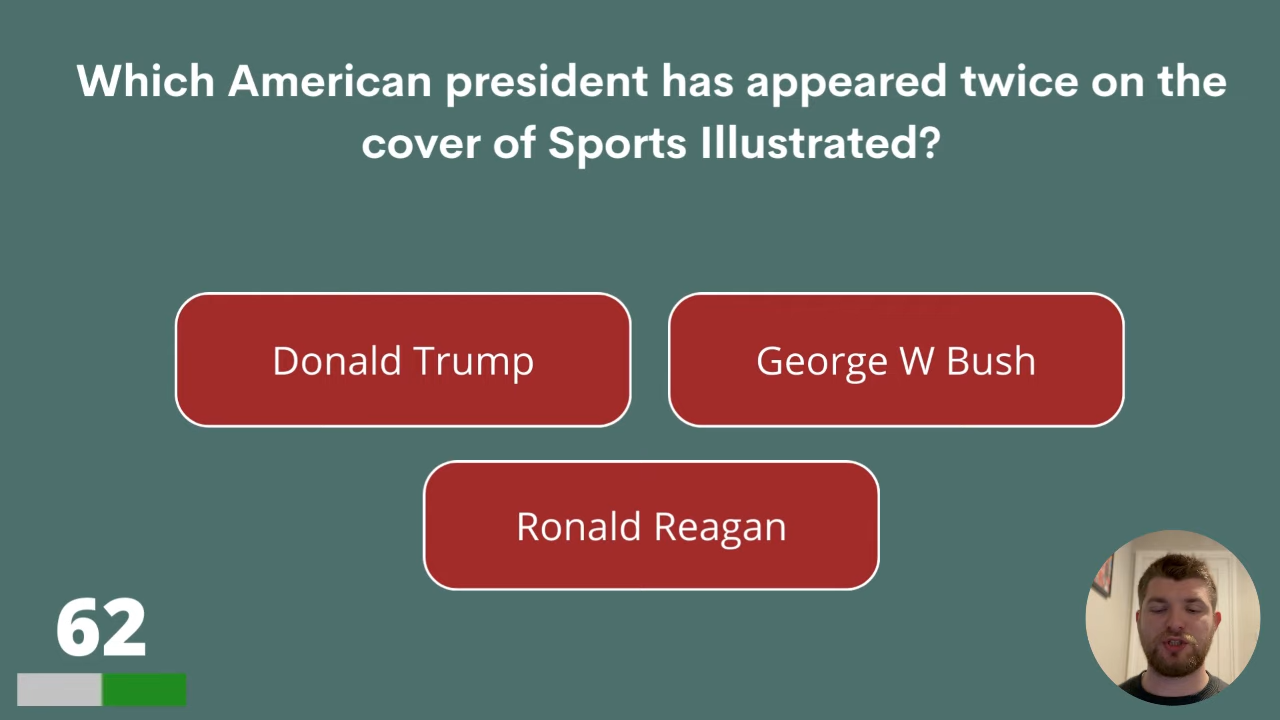 Which American president has appeared twice on the
cover of Sports Illustrated?
Donald Trump
George W Bush
Ronald Reagan
62